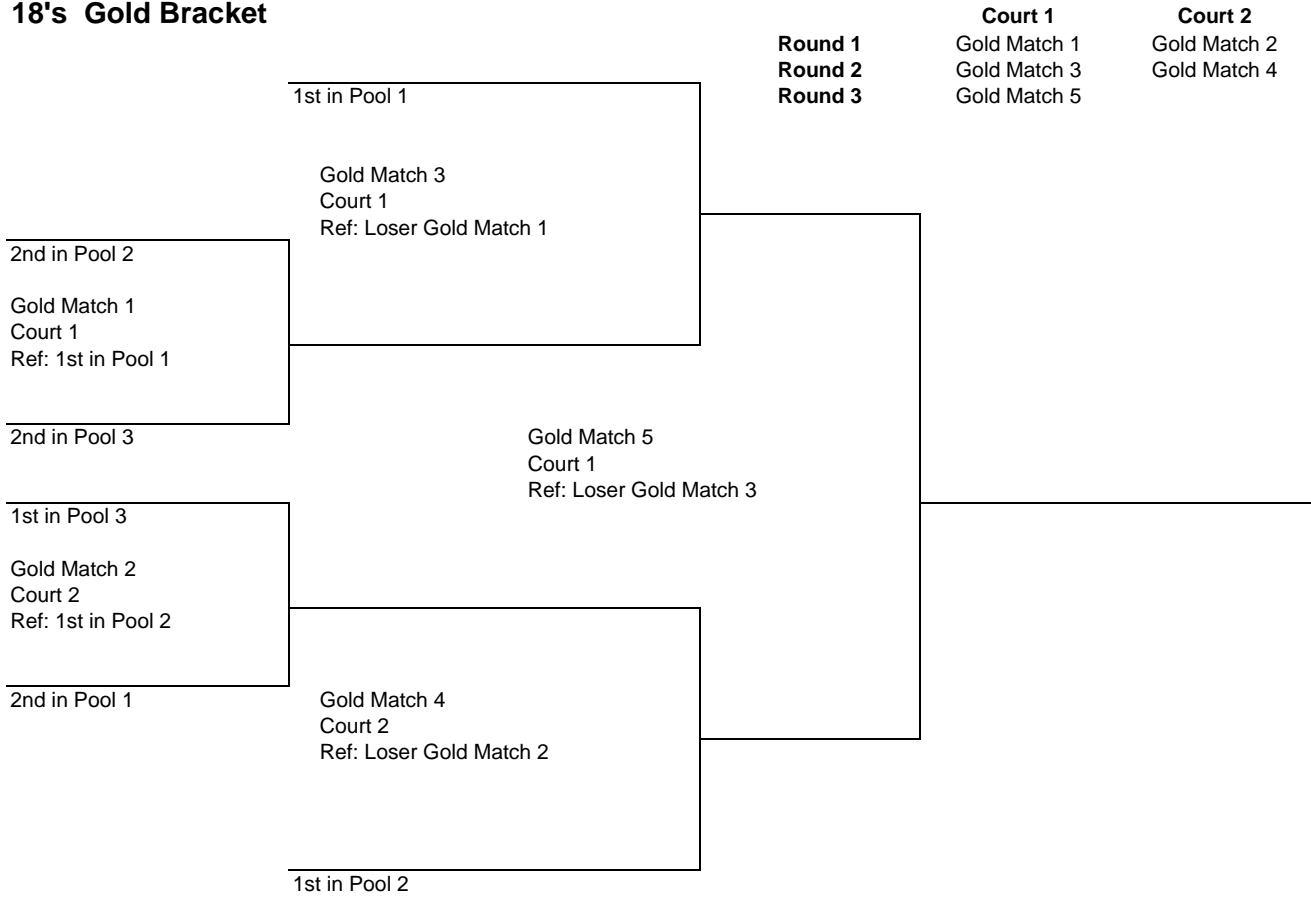 18's Gold Bracket
Court 1 Court 2
Round 1 Gold Match 1 Gold Match 2
Round 2 Gold Match 3 Gold Match 4
Round 3 Gold Match 5
1st in Pool 1
Gold Match 3
Court 1
Ref: Loser Gold Match 1
2nd in Pool 2
Gold Match 1
Court 1
Ref: 1st in Pool 1
2nd in Pool 3
Gold Match 5
Court 1
Ref: Loser Gold Match 3
1st in Pool 3
Gold Match 2
Court 2
Ref: 1st in Pool 2
2nd in Pool 1
Gold Match 4
Court 2
Ref: Loser Gold Match 2
1st in Pool 2